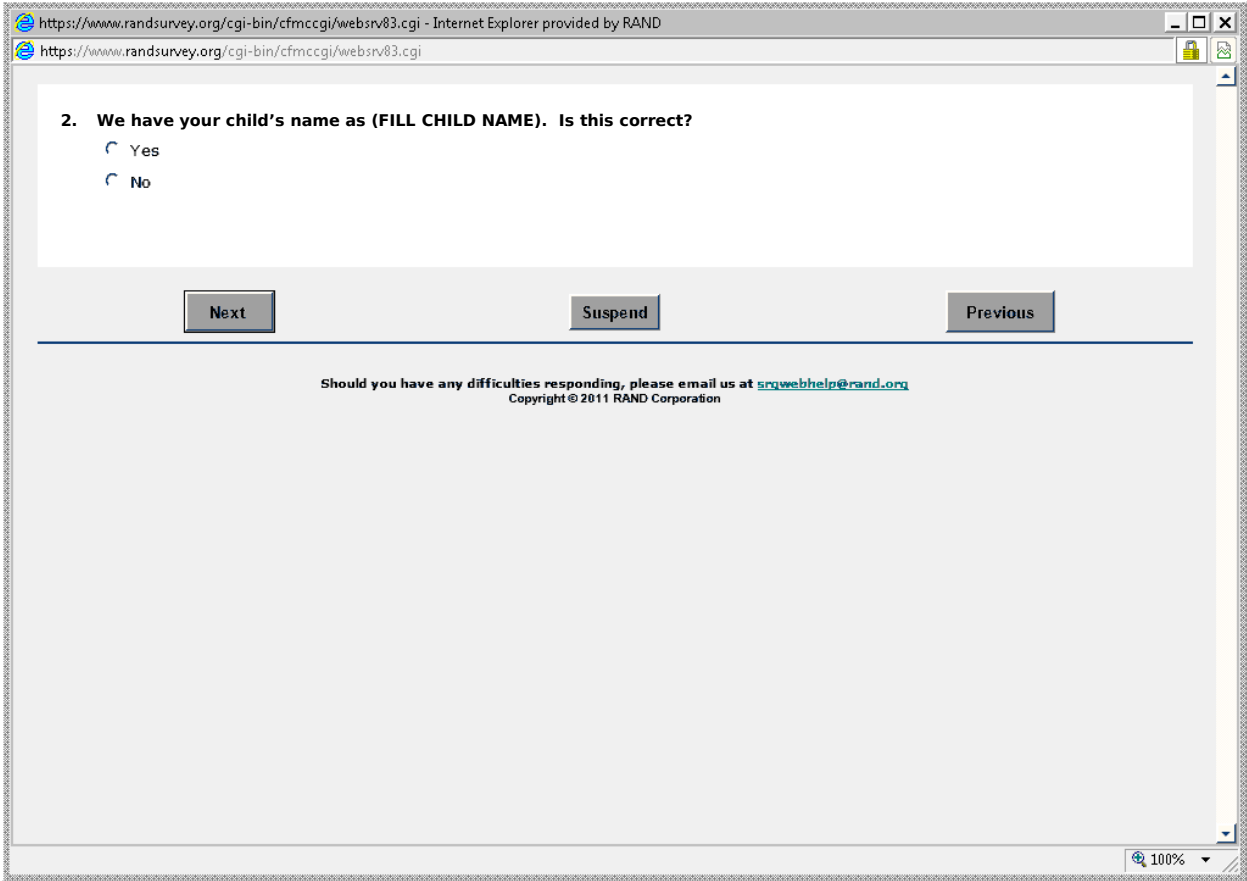 https://www.randsurvey.org/cgi-bin/cfmccgi/websrv83.cgi - Internet Explorer provided by RAND
https://www.randsurvey.org/cgi-bin/cfmccgi/websrv83.cgi
2. We have your child’s name as (FILL CHILD NAME). Is this correct?
Yes
No
Next Suspend Previous
Should you have any difficulties responding, please email us at srgwebhelp@rand.org
Copyright © 2011 RAND Corporation
100%